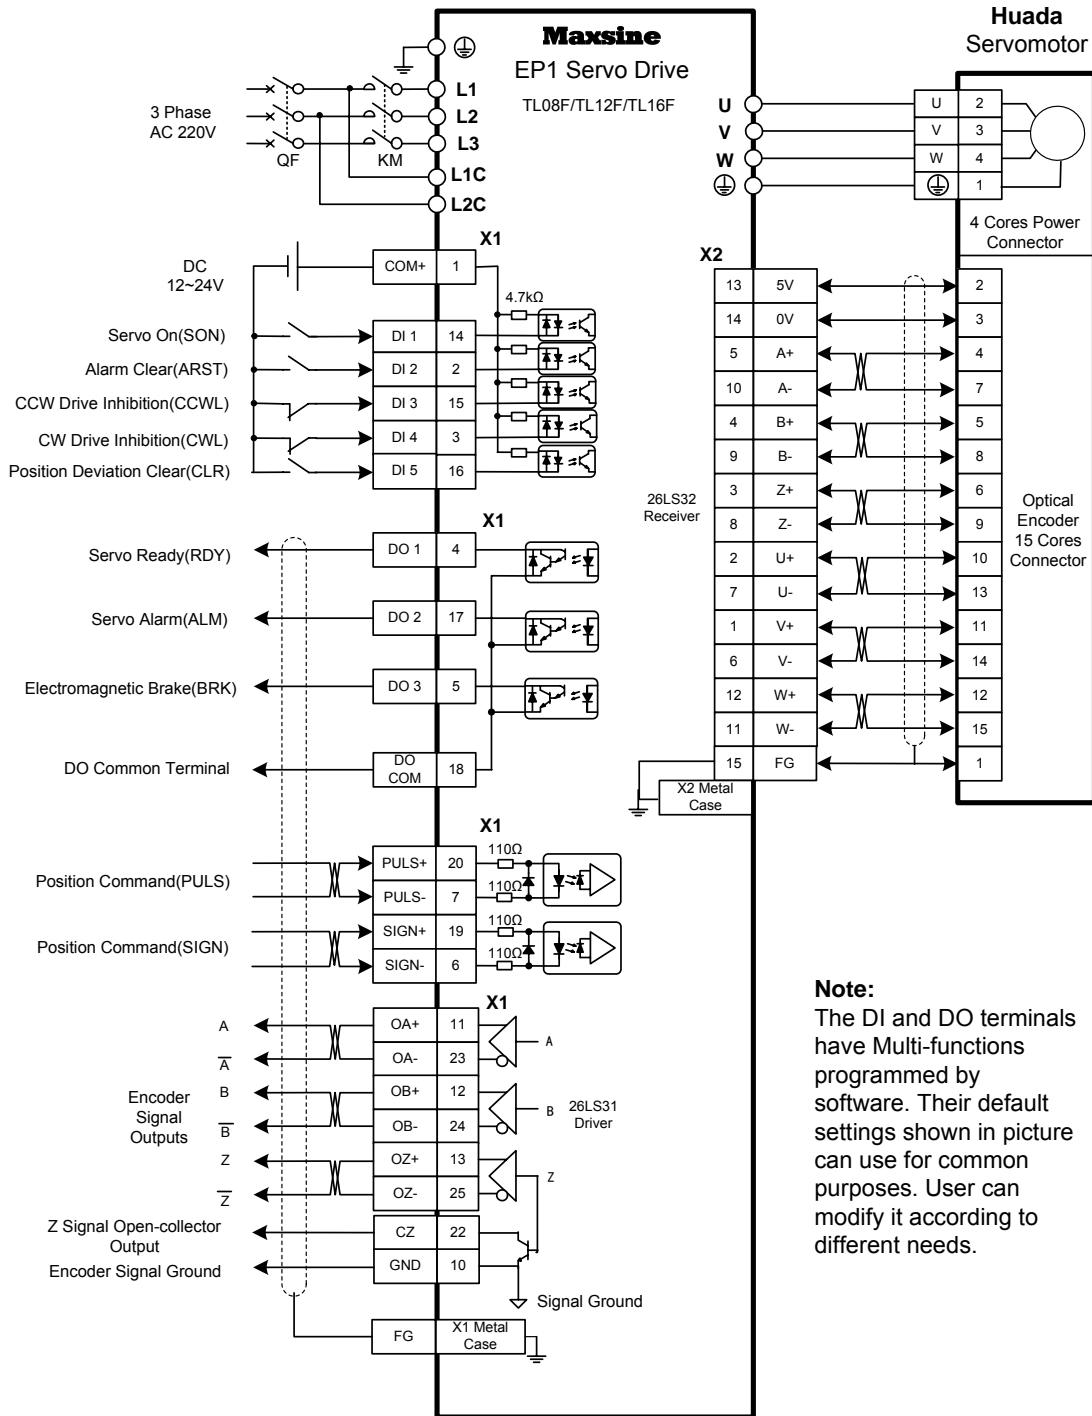 Maxsine
EP1 Servo Drive
TL08F/TL12F/TL16F
Huada
Servomotor
3 Phase
AC 220V
QF
KM
L1
L2
L3
L1C
L2C
U
V
W
U 2
V 3
W 4
1
4 Cores Power
Connector
X1
DC
12~24V
COM+ 1
4.7kΩ
Servo On(SON) DI 1 14
Alarm Clear(ARST) DI 2 2
CCW Drive Inhibition(CCWL) DI 3 15
CW Drive Inhibition(CWL) DI 4 3
Position Deviation Clear(CLR) DI 5 16
X1
Servo Ready(RDY) DO 1 4
Servo Alarm(ALM) DO 2 17
Electromagnetic Brake(BRK) DO 3 5
DO Common Terminal DO
COM 18
X2
26LS32
Receiver
13 5V 2
14 0V 3
5 A+ 4
10 A- 7
4 B+ 5
9 B- 8
3 Z+ 6
8 Z- 9
2 U+ 10
7 U- 13
1 V+ 11
6 V- 14
12 W+ 12
11 W- 15
15 FG 1
X2 Metal
Case
Optical
Encoder
15 Cores
Connector
X1
Position Command(PULS)
PULS+ 20 110Ω
PULS- 7 110Ω
Position Command(SIGN)
SIGN+ 19 110Ω
SIGN- 6 110Ω
X1
Encoder
Signal
Outputs
A OA+ 11 A
A̅ OA- 23
B OB+ 12 B
B̅ OB- 24
Z OZ+ 13 Z
Z̅ OZ- 25
26LS31
Driver
Z Signal Open-collector
Output
CZ 22
Encoder Signal Ground GND 10
Signal Ground
FG X1 Metal
Case
Note:
The DI and DO terminals
have Multi-functions
programmed by
software. Their default
settings shown in picture
can use for common
purposes. User can
modify it according to
different needs.